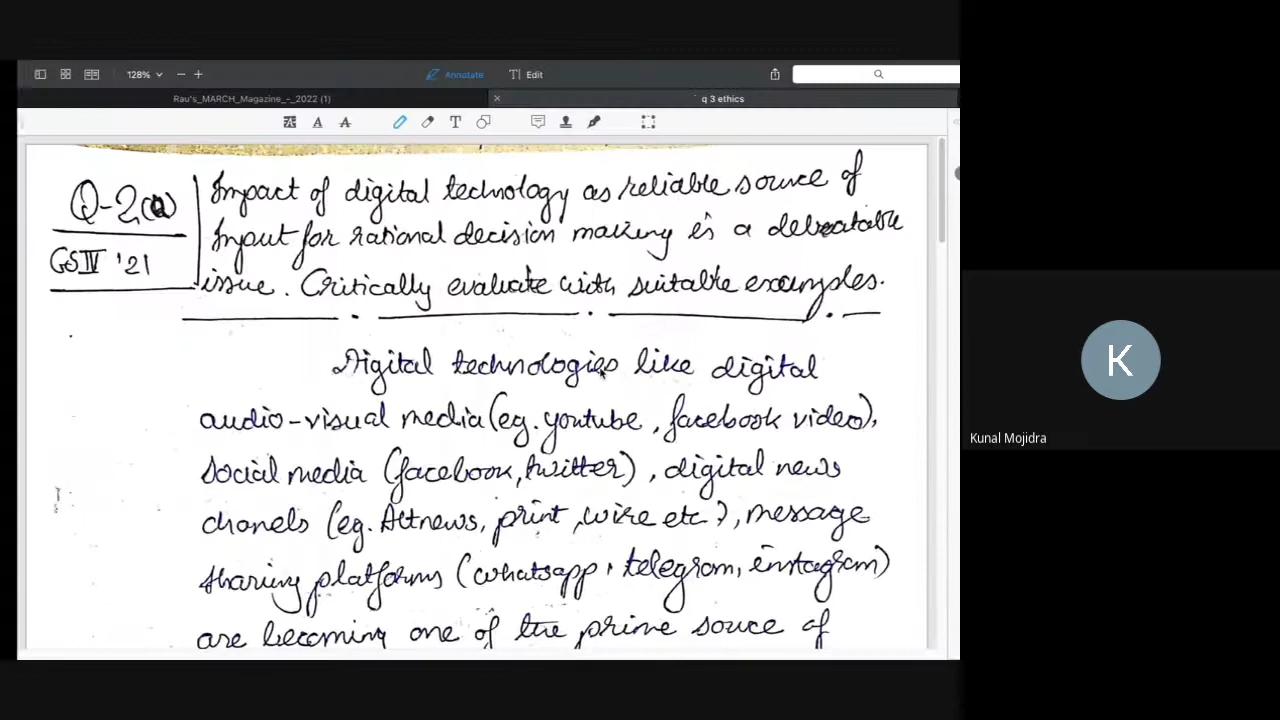 128%
Annotate
Edit
Rau's_MARCH_Magazine_-_2022 (1)
q 3 ethics
Q-2(a)
GS IV '21
Impact of digital technology as reliable source of
Input for rational decision making is a debatable
issue. Critically evaluate with suitable examples.
Digital technologies like digital
audio-visual media (eg. youtube, facebook video),
social media (facebook, twitter), digital news
chanels (eg. Altnews, print, wire etc), message
sharing platforms (whatsapp, telegram, instagram)
are becoming one of the prime souce of
K
Kunal Mojidra